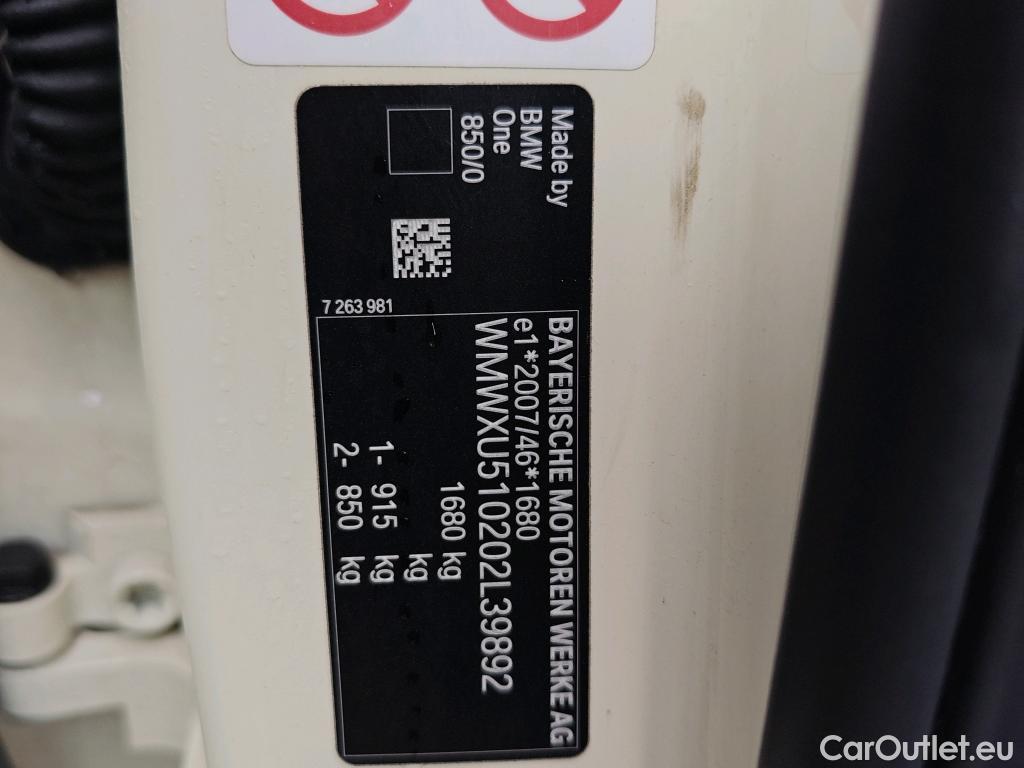 Made by
BMW
One
850/0
7 263 981
BAYERISCHE MOTOREN WERKE AG
e1*2007/46*1680
WMWXU510202L39892
1680 kg
kg
1- 915 kg
2- 850 kg
CarOutlet.eu